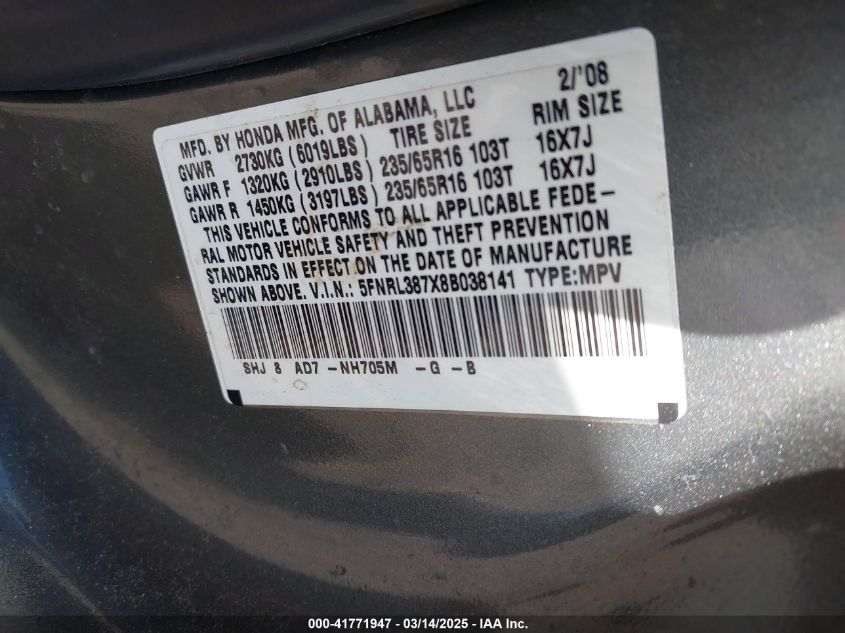 2/'08
MFD. BY HONDA MFG. OF ALABAMA, LLC
GVWR 2730KG (6019LBS) TIRE SIZE RIM SIZE
GAWR F 1320KG (2910LBS) 235/65R16 103T 16X7J
GAWR R 1450KG (3197LBS) 235/65R16 103T 16X7J
THIS VEHICLE CONFORMS TO ALL APPLICABLE FEDE-
RAL MOTOR VEHICLE SAFETY AND THEFT PREVENTION
STANDARDS IN EFFECT ON THE DATE OF MANUFACTURE
SHOWN ABOVE. V.I.N.: 5FNRL387X8B038141 TYPE:MPV
SHJ 8 AD7 -NH705M -G -B
000-41771947 - 03/14/2025 - IAA Inc.